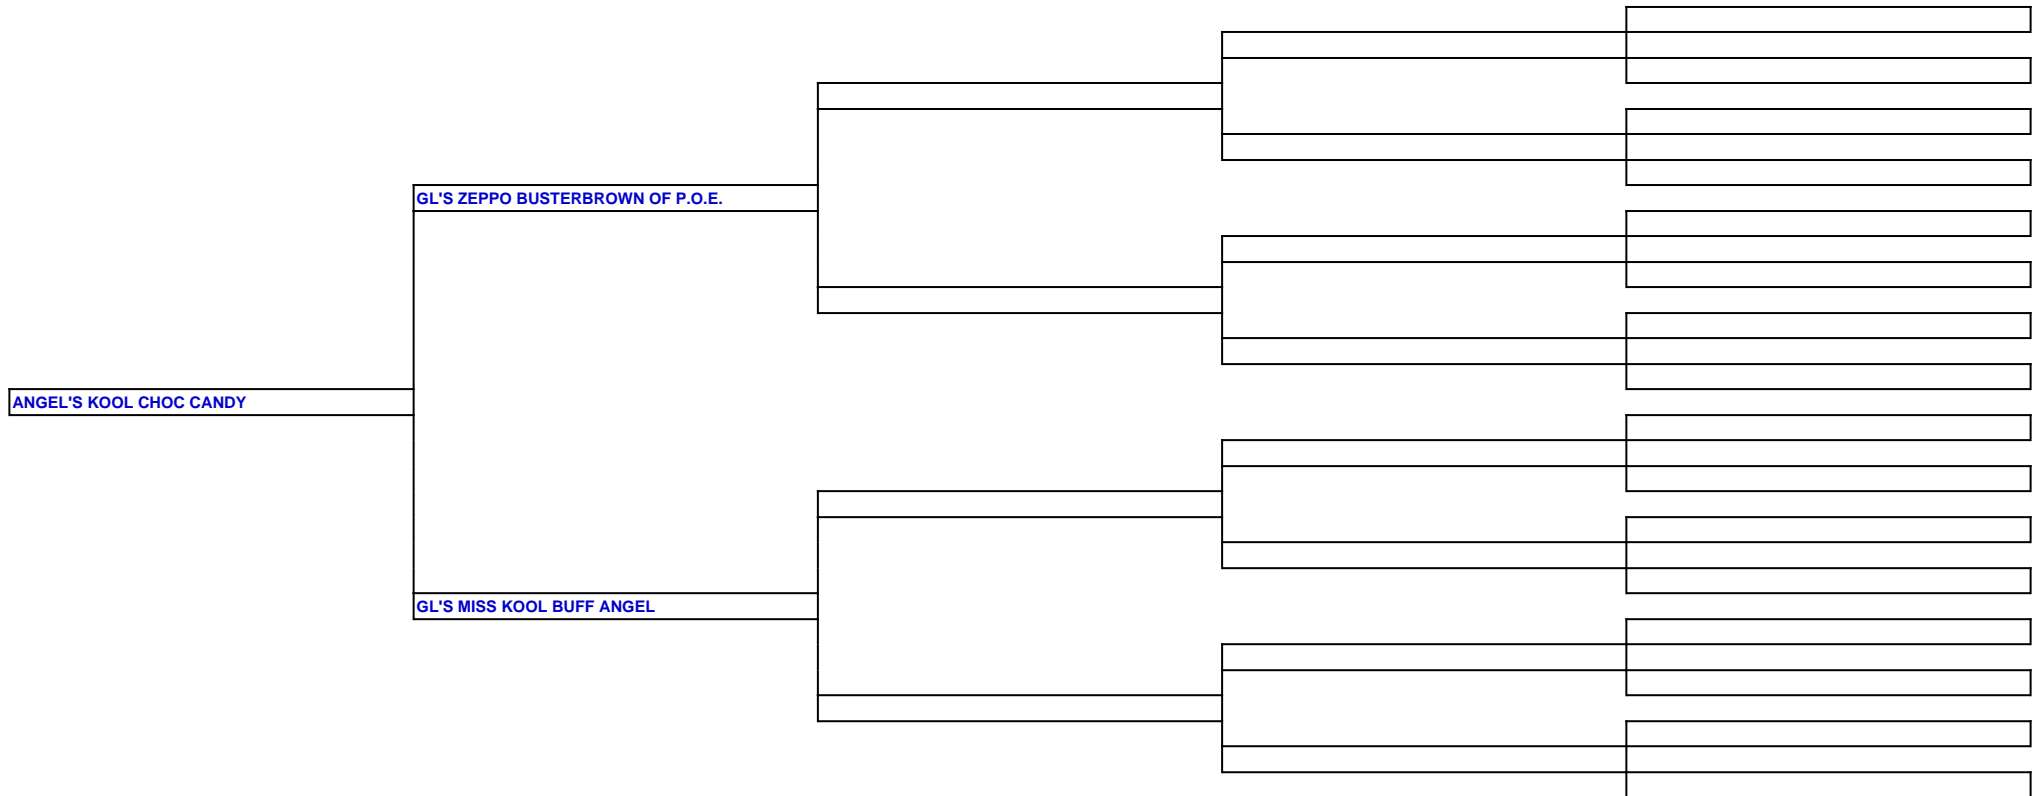 GL'S ZEPPO BUSTERBROWN OF P.O.E.
ANGEL'S KOOL CHOC CANDY
GL'S MISS KOOL BUFF ANGEL